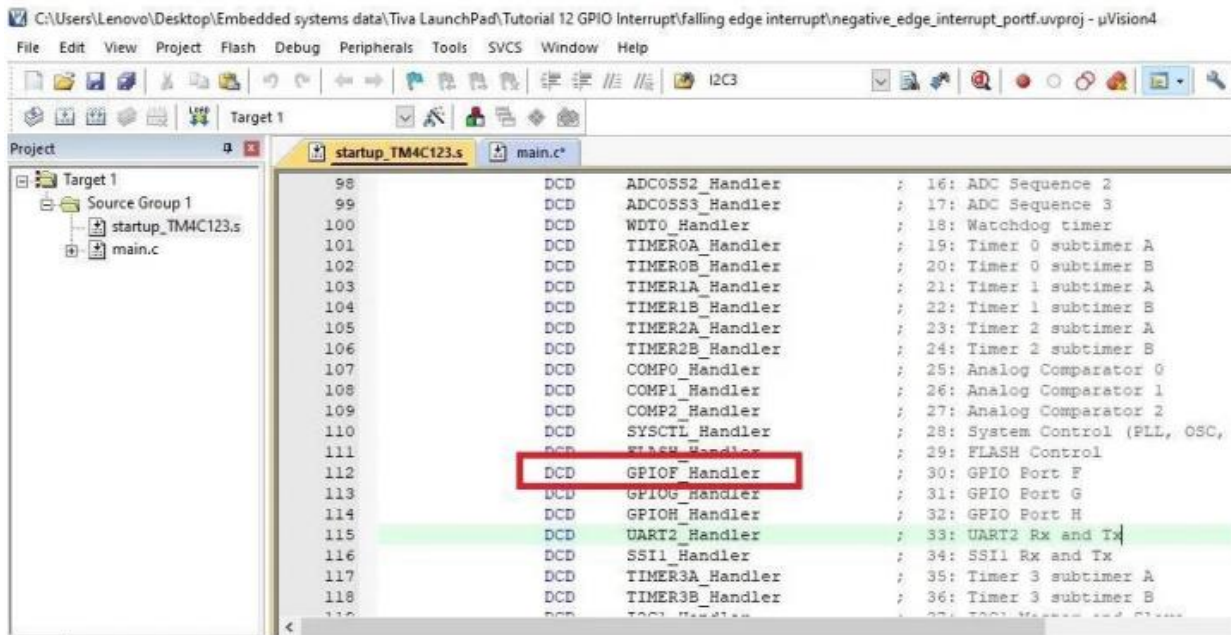 C:\Users\Lenovo\Desktop\Embedded systems data\Tiva LaunchPad\Tutorial 12 GPIO Interrupt\falling edge interrupt\negative_edge_interrupt_portf.uvproj - µVision4
File Edit View Project Flash Debug Peripherals Tools SVCS Window Help
I2C3
LOAD Target 1
Project
startup_TM4C123.s main.c*
Target 1
Source Group 1
startup_TM4C123.s
main.c
98 DCD ADC0SS2_Handler ; 16: ADC Sequence 2
99 DCD ADC0SS3_Handler ; 17: ADC Sequence 3
100 DCD WDT0_Handler ; 18: Watchdog timer
101 DCD TIMER0A_Handler ; 19: Timer 0 subtimer A
102 DCD TIMER0B_Handler ; 20: Timer 0 subtimer B
103 DCD TIMER1A_Handler ; 21: Timer 1 subtimer A
104 DCD TIMER1B_Handler ; 22: Timer 1 subtimer B
105 DCD TIMER2A_Handler ; 23: Timer 2 subtimer A
106 DCD TIMER2B_Handler ; 24: Timer 2 subtimer B
107 DCD COMP0_Handler ; 25: Analog Comparator 0
108 DCD COMP1_Handler ; 26: Analog Comparator 1
109 DCD COMP2_Handler ; 27: Analog Comparator 2
110 DCD SYSCTL_Handler ; 28: System Control (PLL, OSC,
111 DCD FLASH_Handler ; 29: FLASH Control
112 DCD GPIOF_Handler ; 30: GPIO Port F
113 DCD GPIOG_Handler ; 31: GPIO Port G
114 DCD GPIOH_Handler ; 32: GPIO Port H
115 DCD UART2_Handler ; 33: UART2 Rx and Tx
116 DCD SSI1_Handler ; 34: SSI1 Rx and Tx
117 DCD TIMER3A_Handler ; 35: Timer 3 subtimer A
118 DCD TIMER3B_Handler ; 36: Timer 3 subtimer B